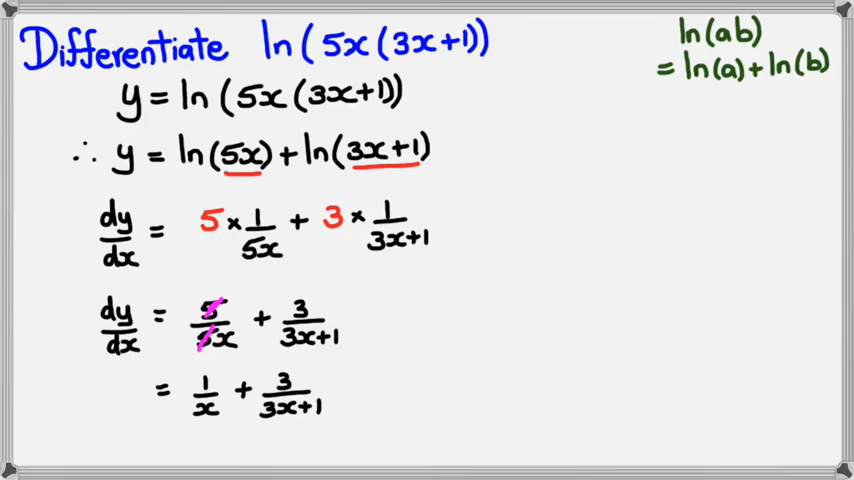 Differentiate ln(5x(3x+1))
ln(ab)
= ln(a)+ln(b)
y = ln(5x(3x+1))
∴ y = ln(5x)+ln(3x+1)
dy/dx = 5 × 1/5x + 3 × 1/3x+1
dy/dx = 5/5x + 3/3x+1
= 1/x + 3/3x+1